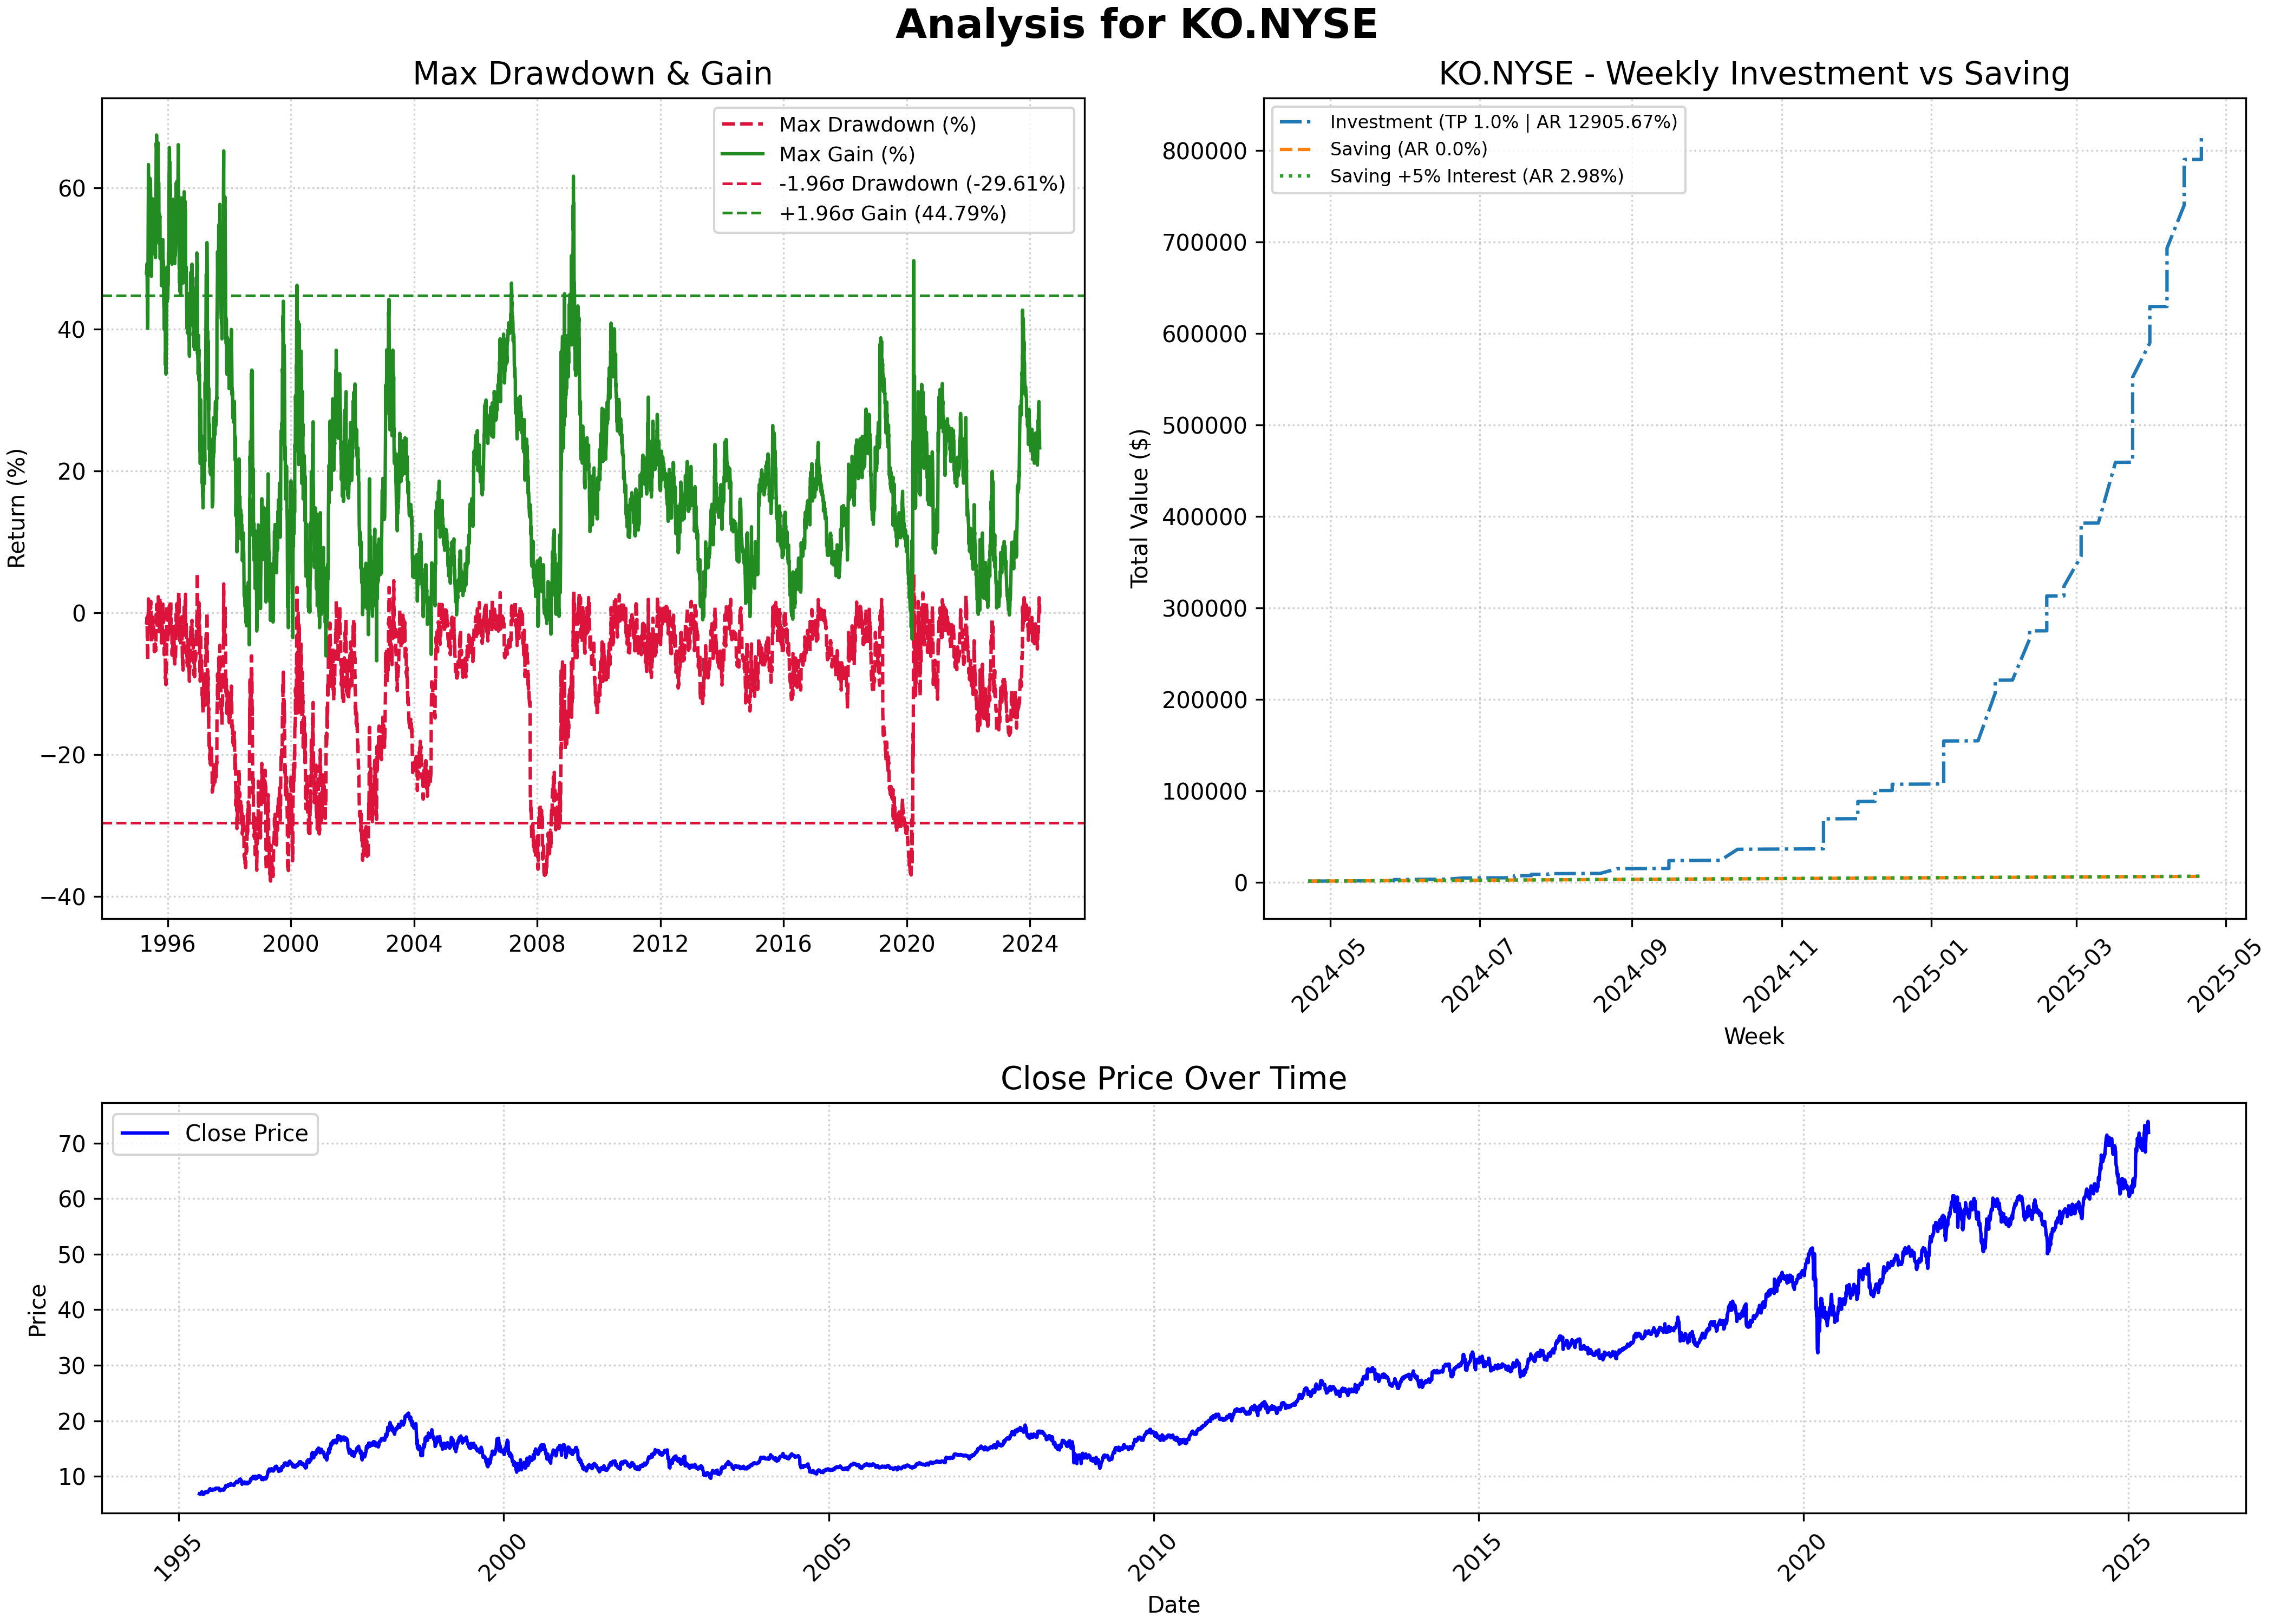 Analysis for KO.NYSE
Max Drawdown & Gain
Max Drawdown (%)
Max Gain (%)
-1.96σ Drawdown (-29.61%)
+1.96σ Gain (44.79%)
Return (%)
60
40
20
0
−20
−40
1996
2000
2004
2008
2012
2016
2020
2024
KO.NYSE - Weekly Investment vs Saving
Investment (TP 1.0% | AR 12905.67%)
Saving (AR 0.0%)
Saving +5% Interest (AR 2.98%)
Total Value ($)
800000
700000
600000
500000
400000
300000
200000
100000
0
2024-05
2024-07
2024-09
2024-11
2025-01
2025-03
2025-05
Week
Close Price Over Time
Close Price
Price
70
60
50
40
30
20
10
1995
2000
2005
2010
2015
2020
2025
Date